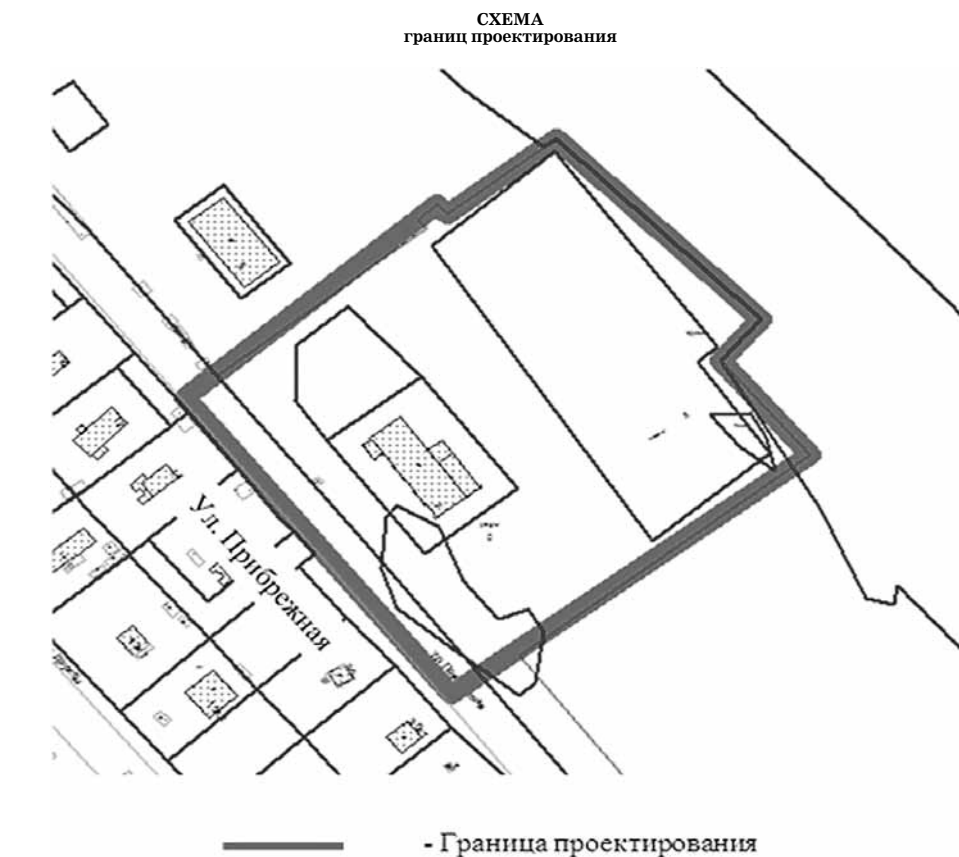 СХЕМА
границ проектирования
Ул. Прибрежная
- Граница проектирования